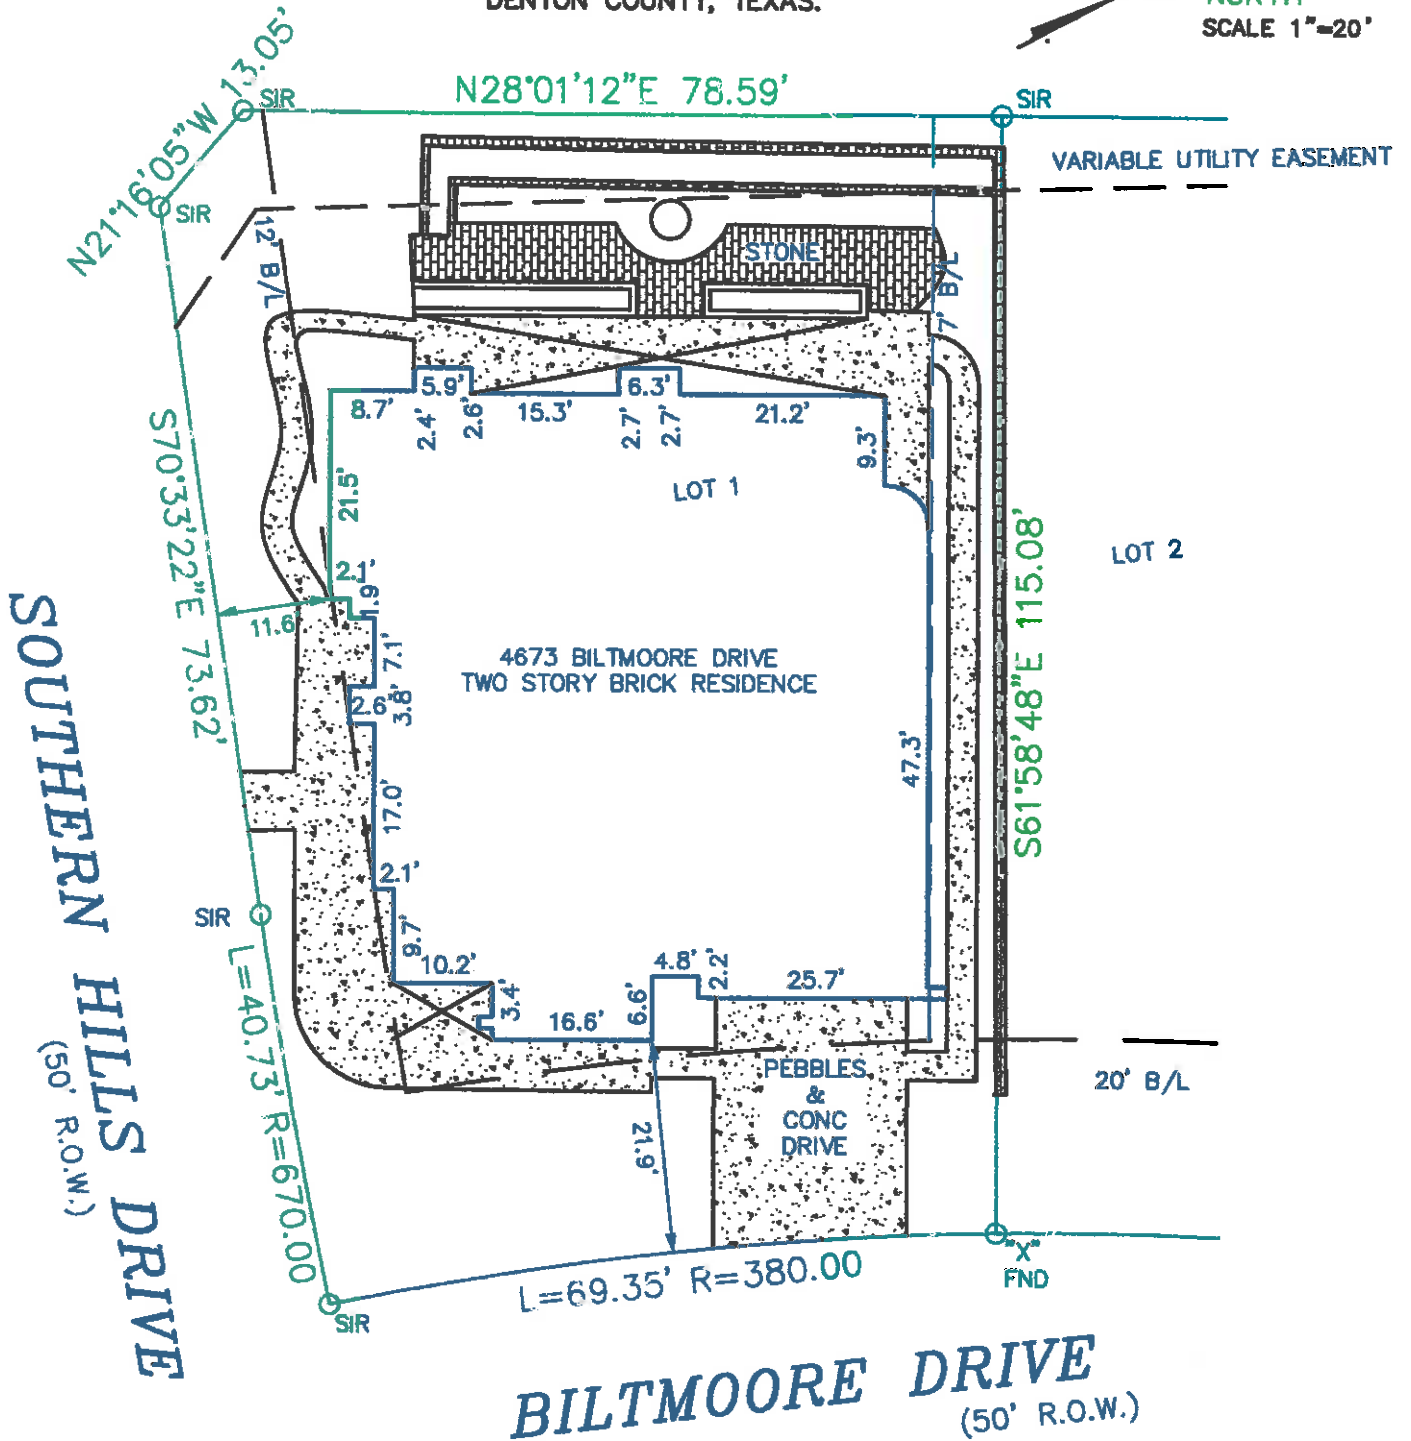 DENTON COUNTY, TEXAS.
NORTH
SCALE 1"=20'
N28°01'12"E 78.59'
N21°16'05"W 13.05'
SIR
SIR
SIR
VARIABLE UTILITY EASEMENT
12' B/L
STONE
7' B/L
8.7'
5.9'
2.4'
2.6'
15.3'
6.3'
2.7'
2.7'
21.2'
9.3'
LOT 1
21.5'
S70°33'22"E 73.62'
S61°58'48"E 115.08'
LOT 2
2.1'
1.9'
11.6'
7.1'
4673 BILTMOORE DRIVE
TWO STORY BRICK RESIDENCE
2.6'
3.8'
47.3'
17.0'
2.1'
SIR
9.7'
10.2'
3.4'
16.6'
6.6'
4.8'
2.2'
25.7'
PEBBLES
&
CONC
DRIVE
20' B/L
21.9'
L=40.73' R=670.00
SOUTHERN HILLS DRIVE
(50' R.O.W.)
L=69.35' R=380.00
"X"
FND
SIR
BILTMOORE DRIVE
(50' R.O.W.)